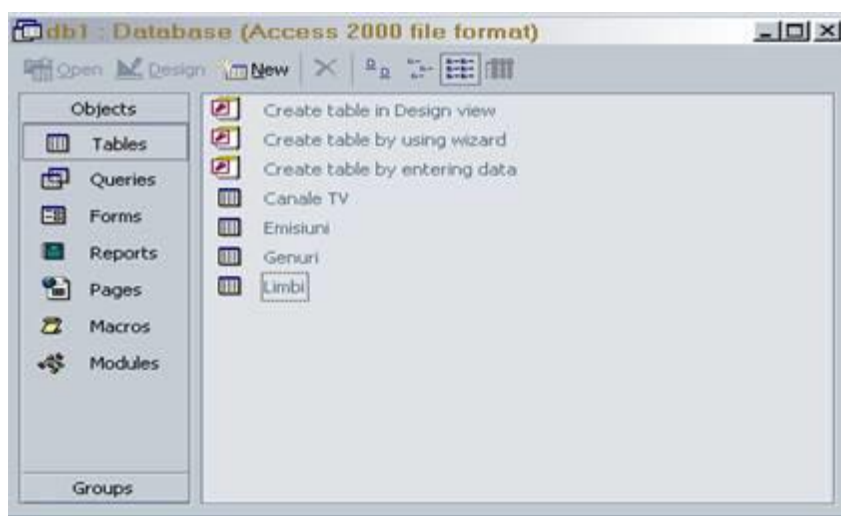 db1 : Database (Access 2000 file format)
Open Design New
Objects
Tables
Queries
Forms
Reports
Pages
Macros
Modules
Groups
Create table in Design view
Create table by using wizard
Create table by entering data
Canale TV
Emisiuni
Genuri
Limbi